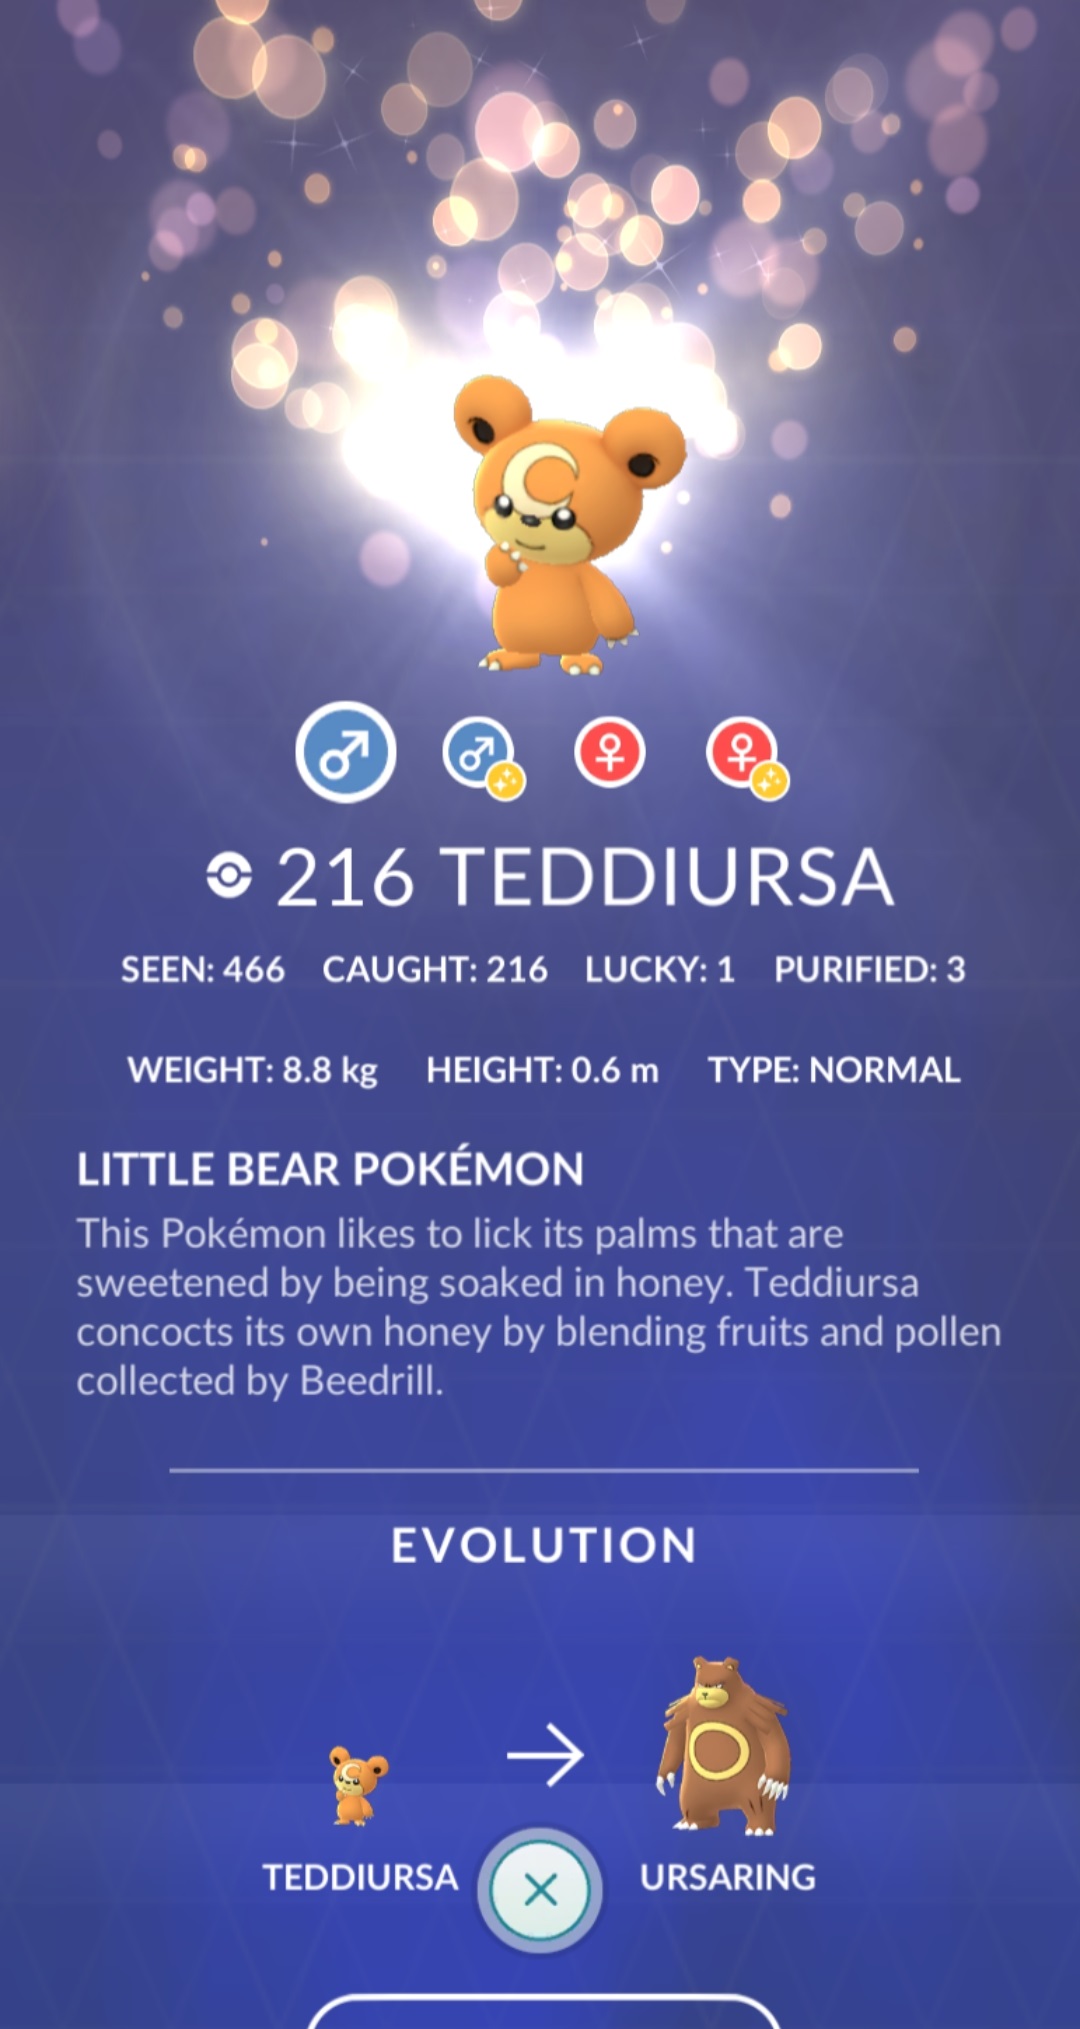 216 TEDDIURSA
SEEN: 466 CAUGHT: 216 LUCKY: 1 PURIFIED: 3
WEIGHT: 8.8 kg HEIGHT: 0.6 m TYPE: NORMAL
LITTLE BEAR POKÉMON
This Pokémon likes to lick its palms that are
sweetened by being soaked in honey. Teddiursa
concocts its own honey by blending fruits and pollen
collected by Beedrill.
EVOLUTION
TEDDIURSA URSARING